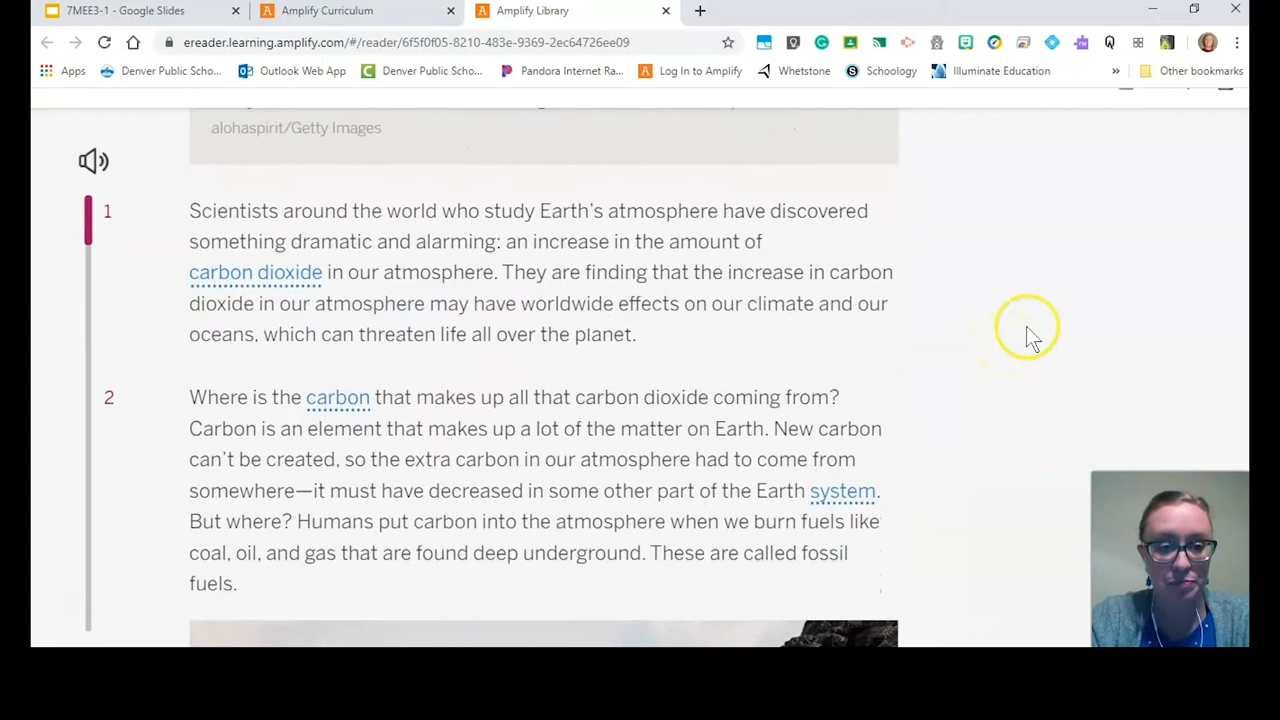 7MEE3-1 - Google Slides
Amplify Curriculum
Amplify Library
ereader.learning.amplify.com/#/reader/6f5f0f05-8210-483e-9369-2ec64726ee09
Apps
Denver Public Scho...
Outlook Web App
Denver Public Scho...
Pandora Internet Ra...
Log In to Amplify
Whetstone
Schoology
Illuminate Education
»
Other bookmarks
alohaspirit/Getty Images
1
Scientists around the world who study Earth's atmosphere have discovered
something dramatic and alarming: an increase in the amount of
carbon dioxide in our atmosphere. They are finding that the increase in carbon
dioxide in our atmosphere may have worldwide effects on our climate and our
oceans, which can threaten life all over the planet.
2
Where is the carbon that makes up all that carbon dioxide coming from?
Carbon is an element that makes up a lot of the matter on Earth. New carbon
can't be created, so the extra carbon in our atmosphere had to come from
somewhere—it must have decreased in some other part of the Earth system.
But where? Humans put carbon into the atmosphere when we burn fuels like
coal, oil, and gas that are found deep underground. These are called fossil
fuels.